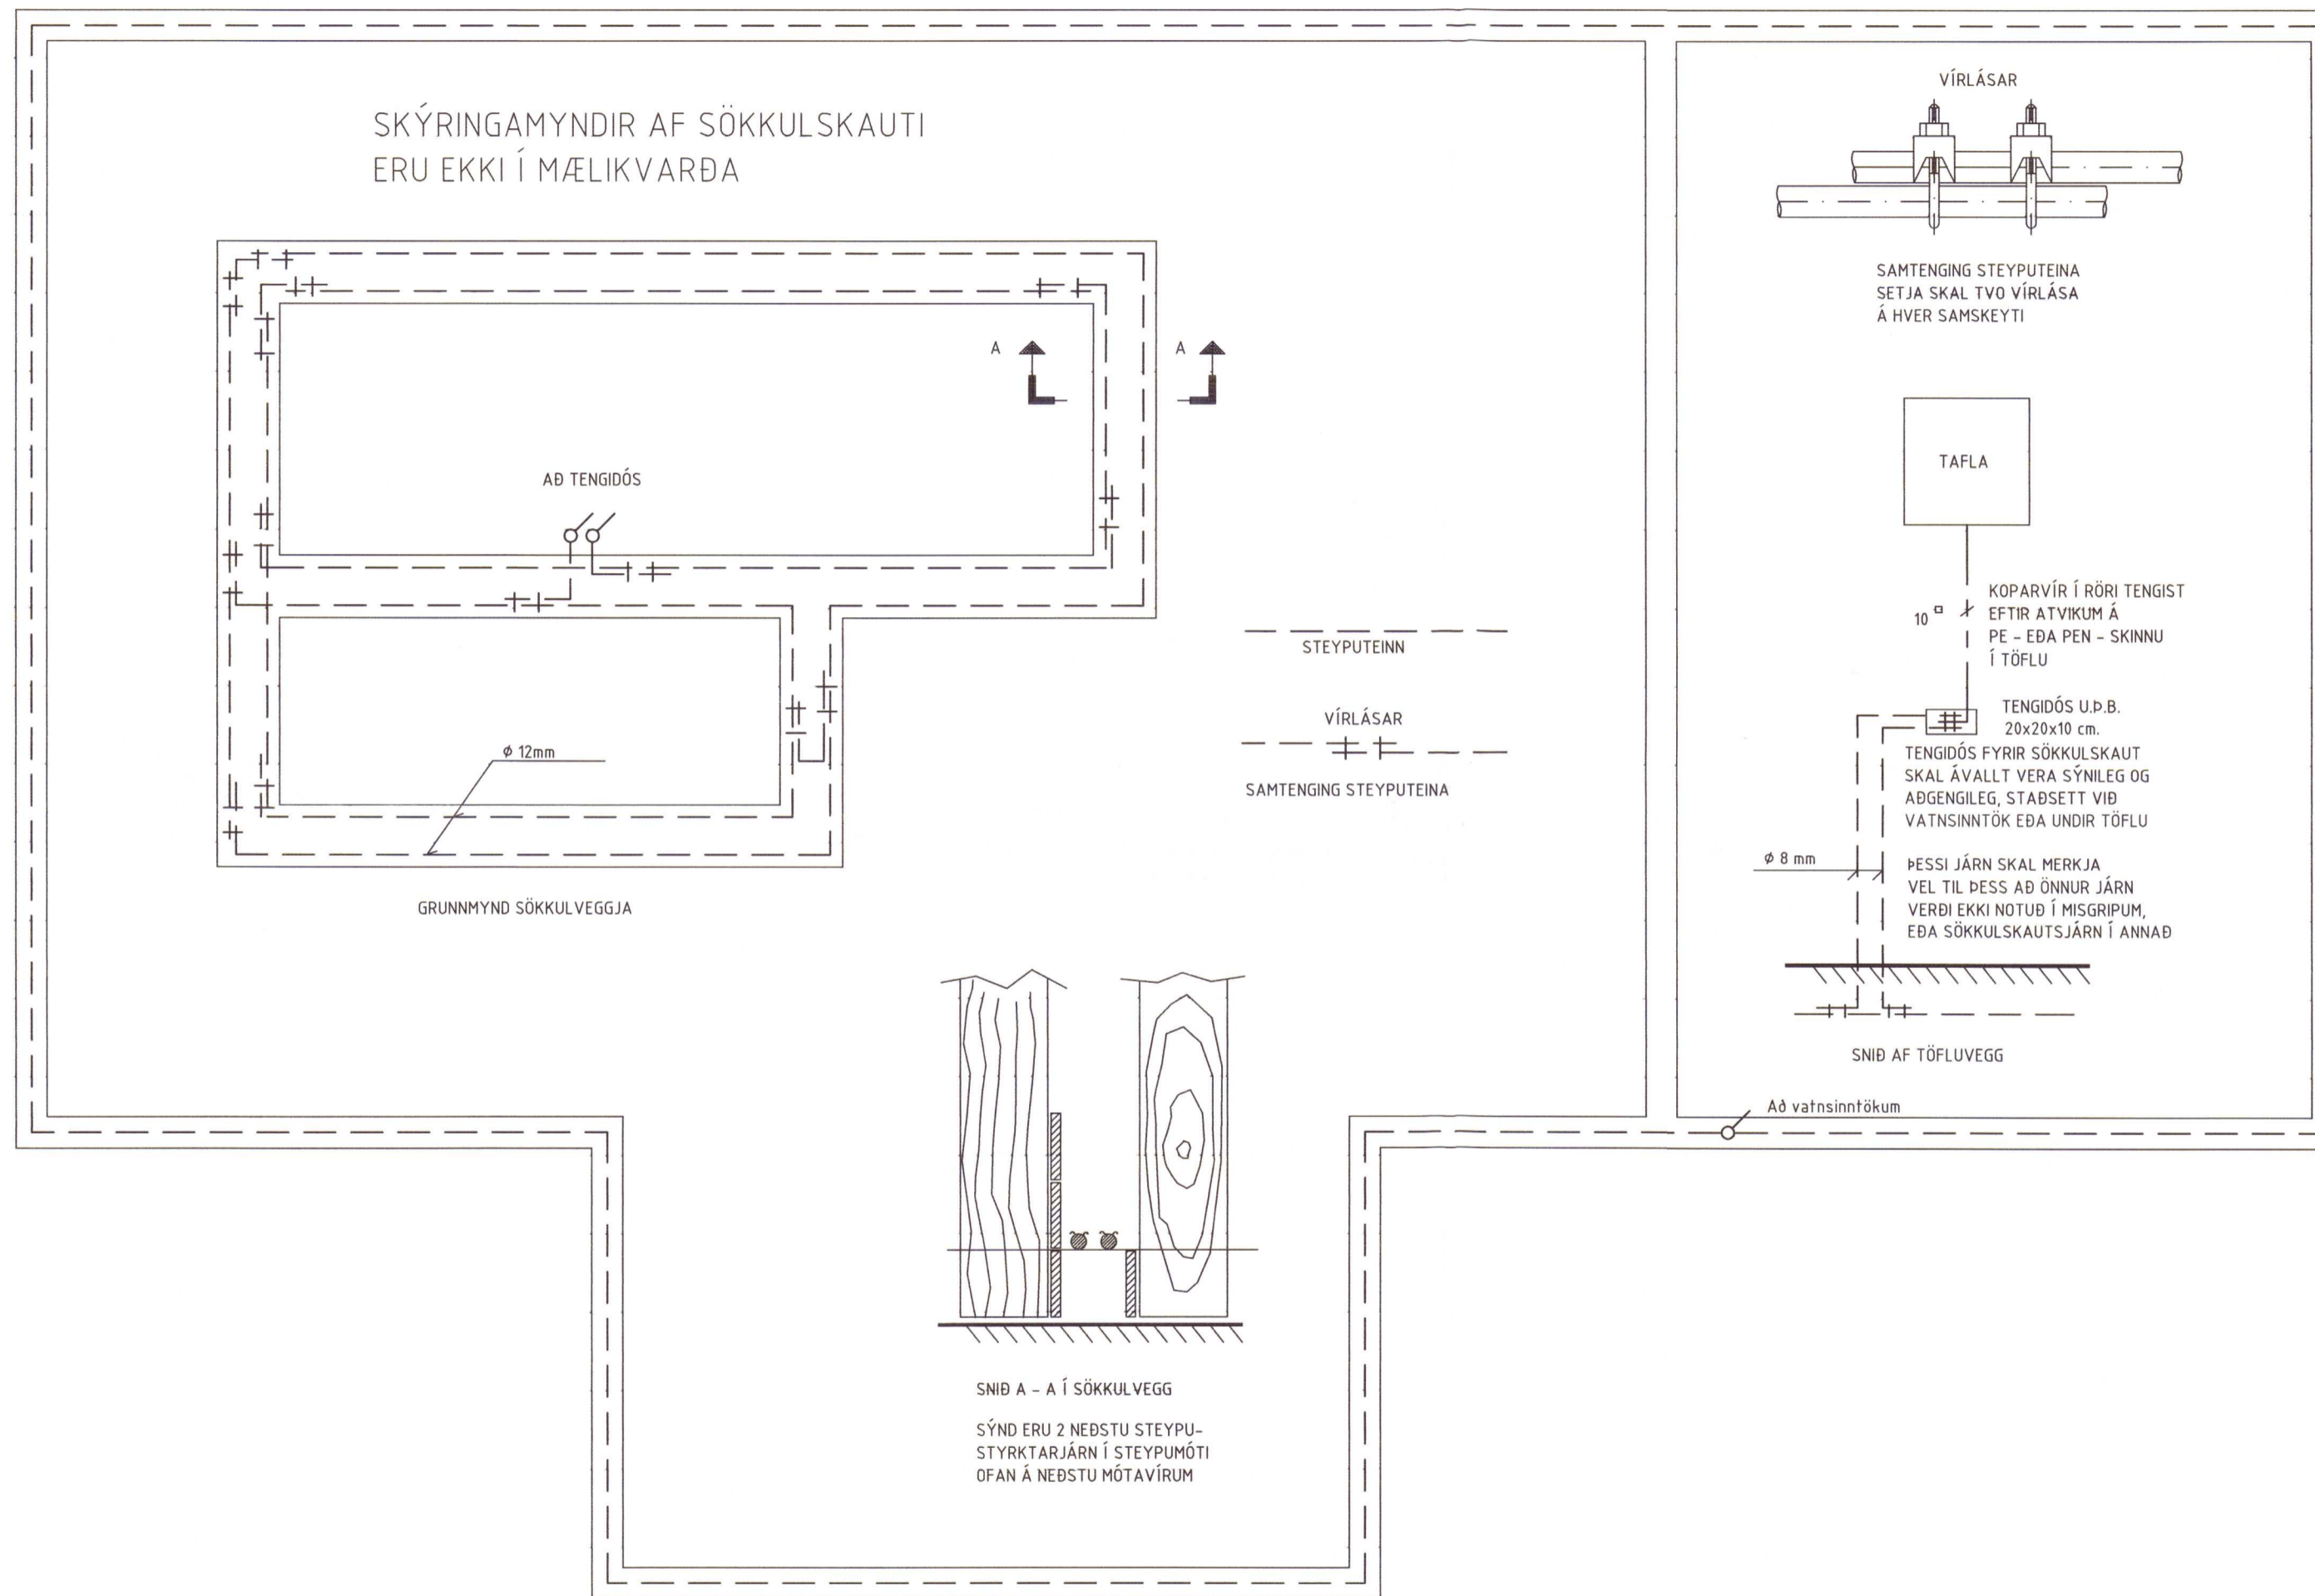 SKÝRINGAMYNDIR AF SÖKKULSKAUTI
ERU EKKI Í MÆLIKVARÐA
A
A
AÐ TENGIDÓS
STEYPUTEINN
VÍRLÁSAR
SAMTENGING STEYPUTEINA
ϕ 12mm
GRUNNMYND SÖKKULVEGGJA
SNIÐ A - A Í SÖKKULVEGG
SÝND ERU 2 NEÐSTU STEYPU-
STYRKTARJÁRN Í STEYPUMÓTI
OFAN Á NEÐSTU MÓTAVÍRUM
VÍRLÁSAR
SAMTENGING STEYPUTEINA
SETJA SKAL TVO VÍRLÁSA
Á HVER SAMSKEYTI
TAFLA
10 □
KOPARVÍR Í RÖRI TENGIST
EFTIR ATVIKUM Á
PE - EÐA PEN - SKINNU
Í TÖFLU
TENGIDÓS U.Þ.B.
20x20x10 cm.
TENGIDÓS FYRIR SÖKKULSKAUT
SKAL ÁVALLT VERA SÝNILEG OG
AÐGENGILEG, STAÐSETT VIÐ
VATNSINNTÖK EÐA UNDIR TÖFLU
ϕ 8 mm
ÞESSI JÁRN SKAL MERKJA
VEL TIL ÞESS AÐ ÖNNUR JÁRN
VERÐI EKKI NOTUÐ Í MISGRIPUM,
EÐA SÖKKULSKAUTSJÁRN Í ANNAÐ
SNIÐ AF TÖFLUVEGG
Að vatnsinntökum